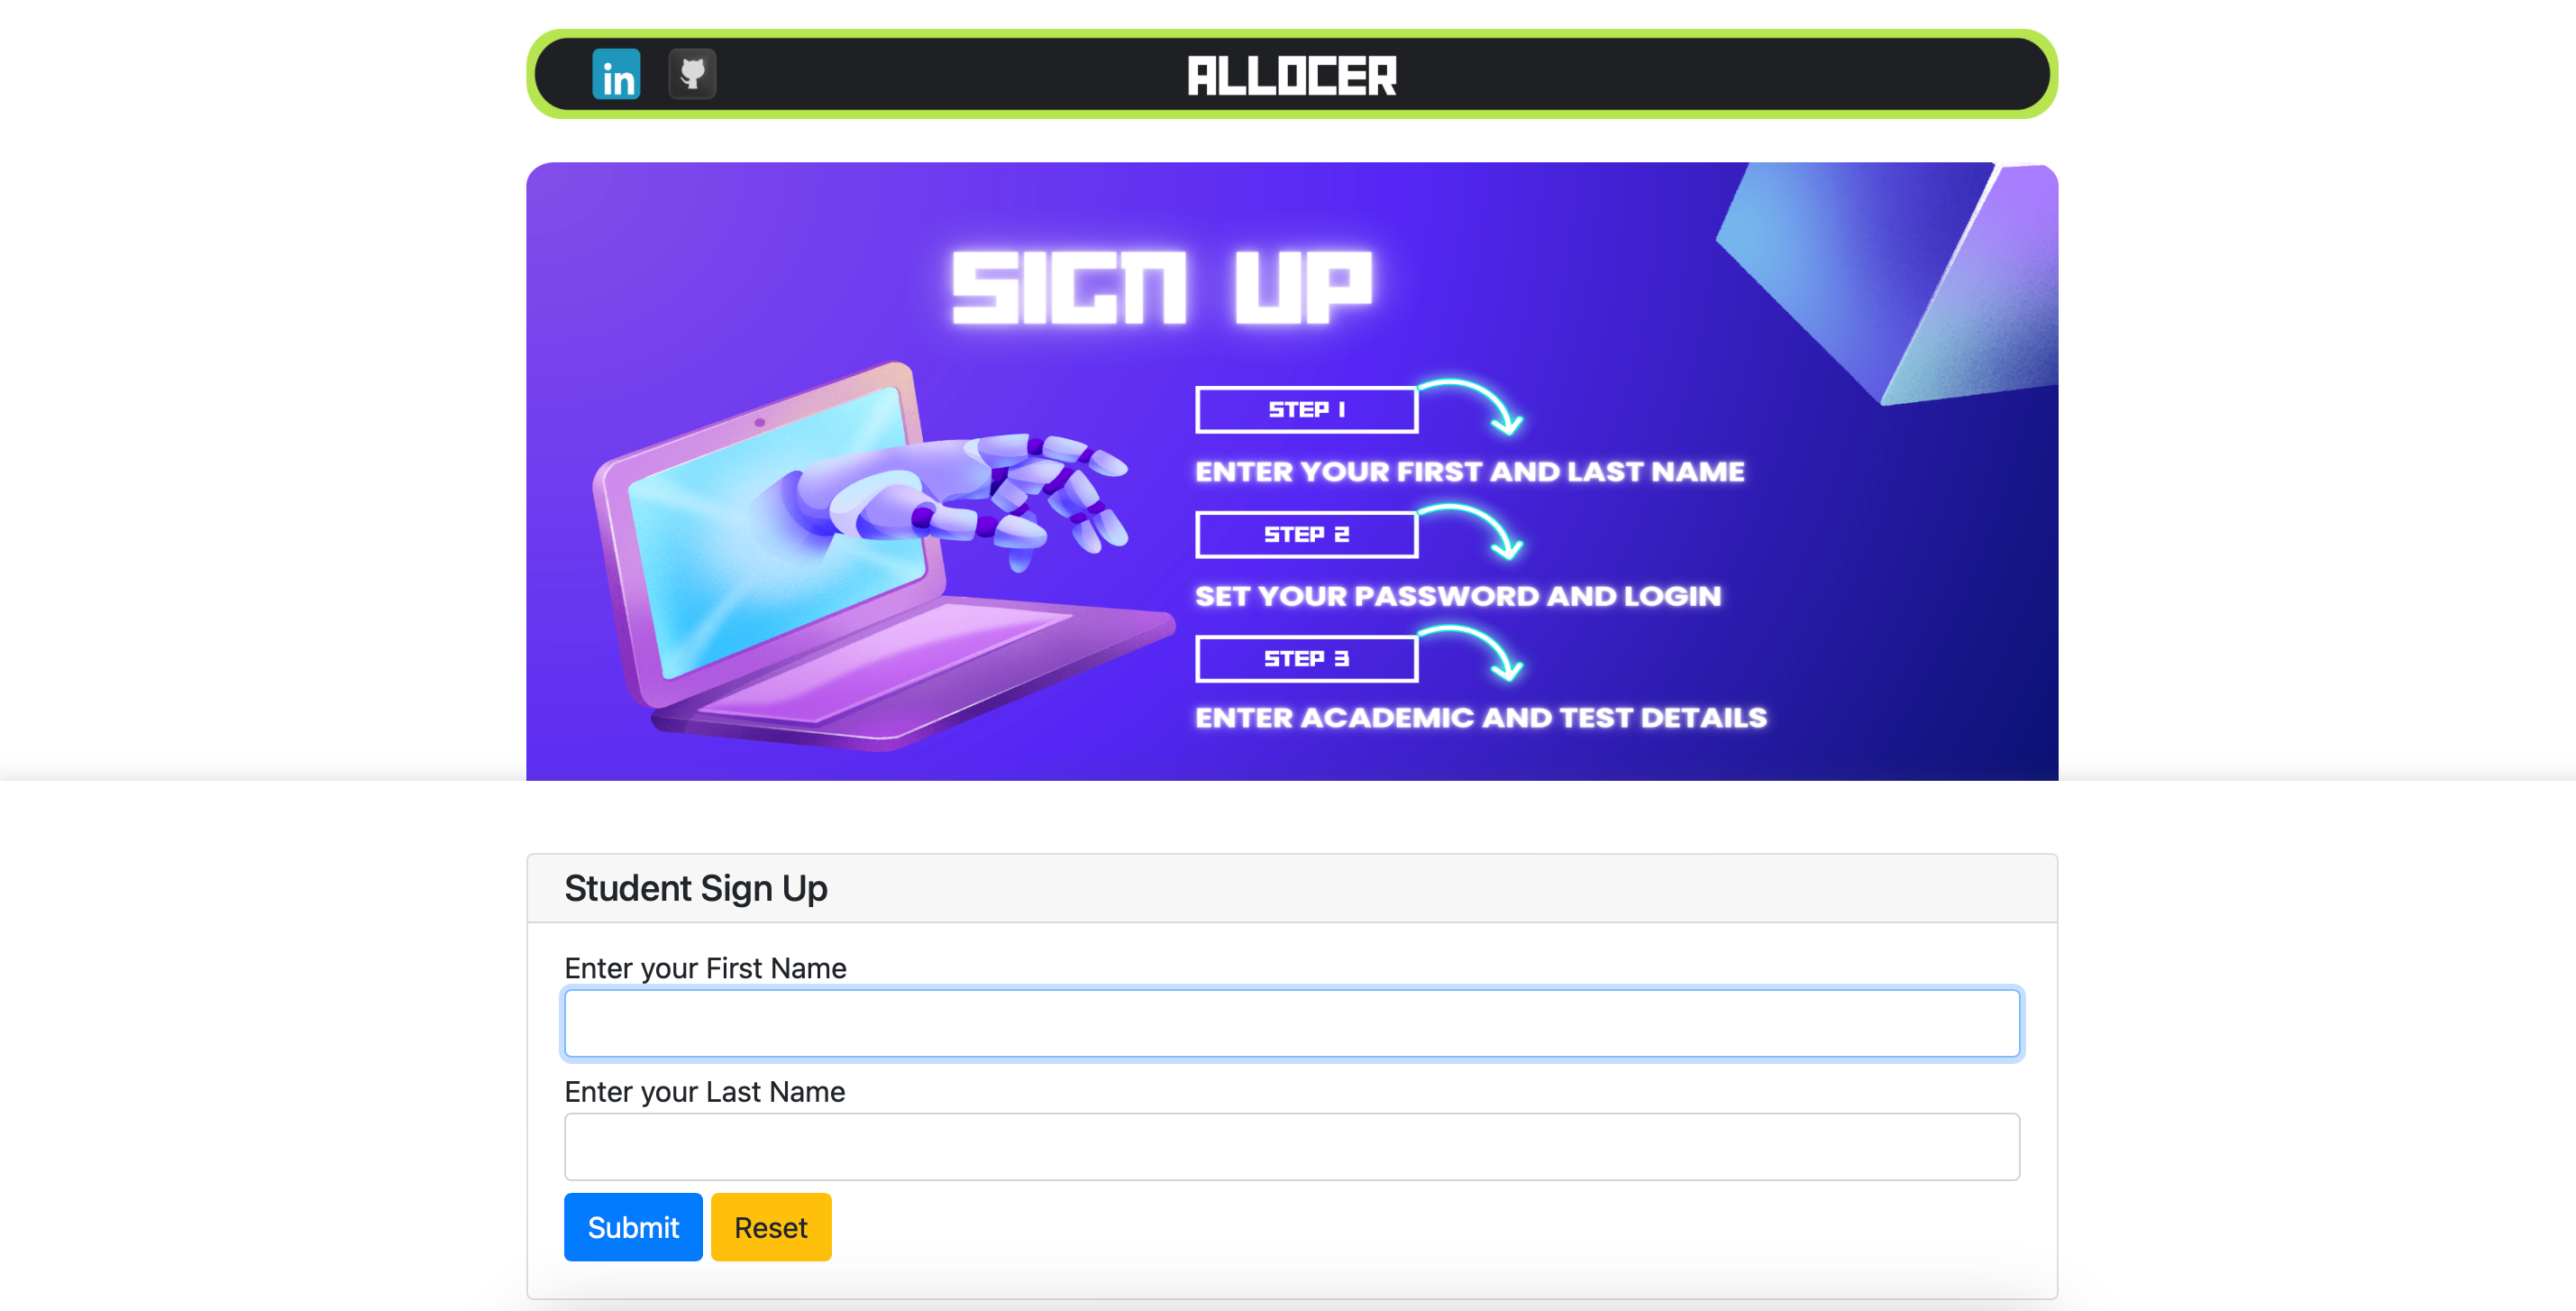 in
ALLOCER
SIGN UP
STEP 1
ENTER YOUR FIRST AND LAST NAME
STEP 2
SET YOUR PASSWORD AND LOGIN
STEP 3
ENTER ACADEMIC AND TEST DETAILS
Student Sign Up
Enter your First Name
Enter your Last Name
Submit Reset